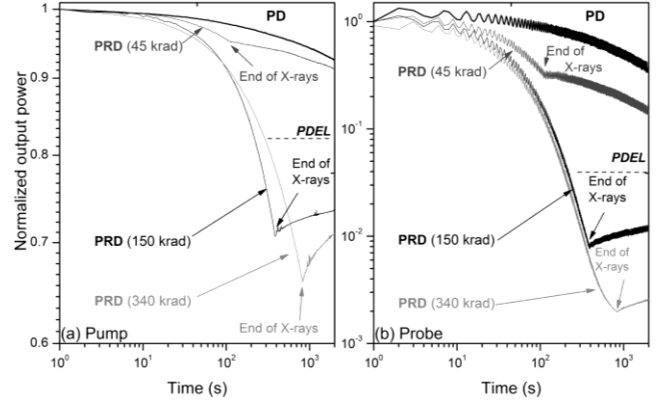 Normalized output power
1
0.9
0.8
0.7
0.6
PD
PRD (45 krad)
End of X-rays
PDEL
End of
X-rays
PRD (150 krad)
PRD (340 krad)
End of X-rays
(a) Pump
10^0 10^1 10^2 10^3
Time (s)
10^0
10^-1
10^-2
10^-3
PD
End of
X-rays
PRD (45 krad)
PDEL
End of
X-rays
PRD (150 krad)
End of
X-rays
PRD (340 krad)
(b) Probe
10^0 10^1 10^2 10^3
Time (s)